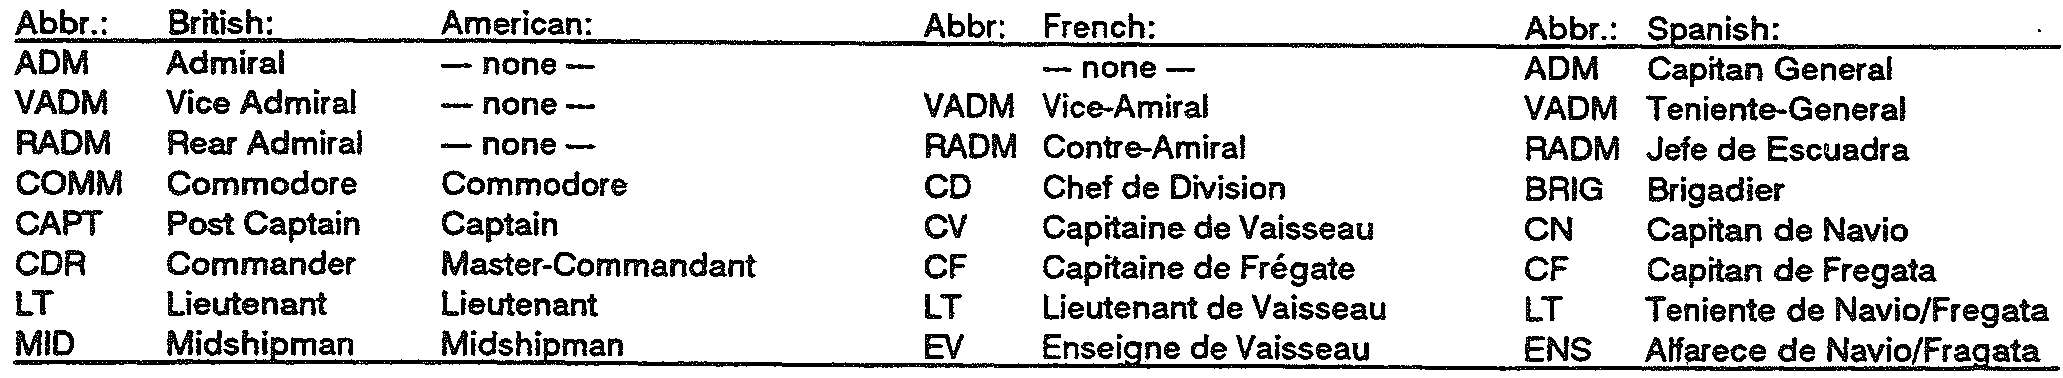 Abbr.: British: American: Abbr: French: Abbr.: Spanish:
ADM Admiral — none — — none — ADM Capitan General
VADM Vice Admiral — none — VADM Vice-Amiral VADM Teniente-General
RADM Rear Admiral — none — RADM Contre-Amiral RADM Jefe de Escuadra
COMM Commodore Commodore CD Chef de Division BRIG Brigadier
CAPT Post Captain Captain CV Capitaine de Vaisseau CN Capitan de Navio
CDR Commander Master-Commandant CF Capitaine de Frégate CF Capitan de Fregata
LT Lieutenant Lieutenant LT Lieutenant de Vaisseau LT Teniente de Navio/Fregata
MID Midshipman Midshipman EV Enseigne de Vaisseau ENS Alfarece de Navio/Fragata